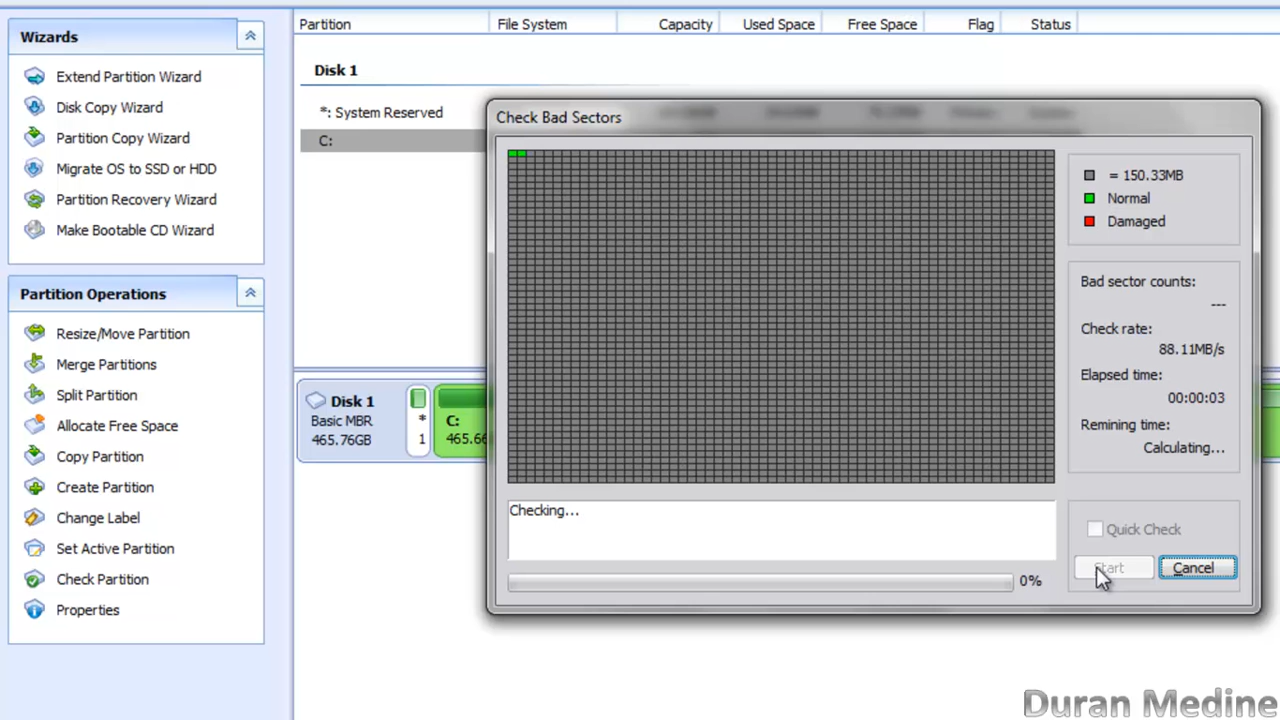 Wizards
Extend Partition Wizard
Disk Copy Wizard
Partition Copy Wizard
Migrate OS to SSD or HDD
Partition Recovery Wizard
Make Bootable CD Wizard
Partition Operations
Resize/Move Partition
Merge Partitions
Split Partition
Allocate Free Space
Copy Partition
Create Partition
Change Label
Set Active Partition
Check Partition
Properties
Partition File System Capacity Used Space Free Space Flag Status
Disk 1
*: System Reserved
C:
Disk 1
Basic MBR
465.76GB
*
1
C:
465.66
Check Bad Sectors
= 150.33MB
Normal
Damaged
Bad sector counts:
---
Check rate:
88.11MB/s
Elapsed time:
00:00:03
Remining time:
Calculating...
Checking...
0%
Quick Check
Start Cancel
Duran Medine